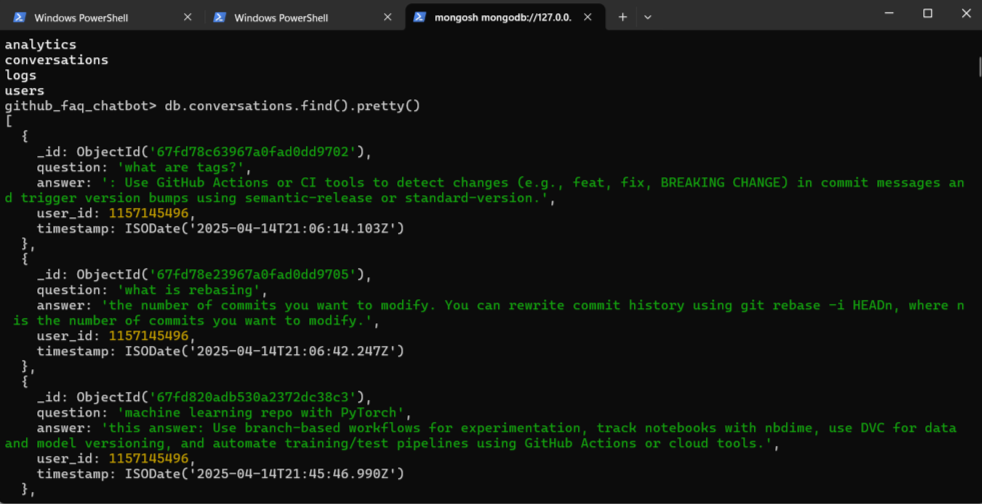 Windows PowerShell
Windows PowerShell
mongosh mongodb://127.0.0.
analytics
conversations
logs
users
github_faq_chatbot> db.conversations.find().pretty()
[
  {
    _id: ObjectId('67fd78c63967a0fad0dd9702'),
    question: 'what are tags?',
    answer: ': Use GitHub Actions or CI tools to detect changes (e.g., feat, fix, BREAKING CHANGE) in commit messages an
d trigger version bumps using semantic-release or standard-version.',
    user_id: 1157145496,
    timestamp: ISODate('2025-04-14T21:06:14.103Z')
  },
  {
    _id: ObjectId('67fd78e23967a0fad0dd9705'),
    question: 'what is rebasing',
    answer: 'the number of commits you want to modify. You can rewrite commit history using git rebase -i HEADn, where n
 is the number of commits you want to modify.',
    user_id: 1157145496,
    timestamp: ISODate('2025-04-14T21:06:42.247Z')
  },
  {
    _id: ObjectId('67fd820adb530a2372dc38c3'),
    question: 'machine learning repo with PyTorch',
    answer: 'this answer: Use branch-based workflows for experimentation, track notebooks with nbdime, use DVC for data
and model versioning, and automate training/test pipelines using GitHub Actions or cloud tools.',
    user_id: 1157145496,
    timestamp: ISODate('2025-04-14T21:45:46.990Z')
  },